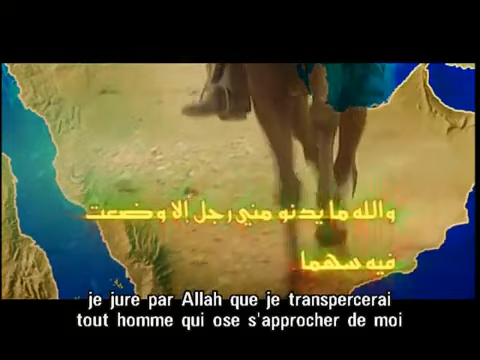 والله ما يدنو مني رجل إلا وضعت
فيه سهما
je jure par Allah que je transpercerai
tout homme qui ose s'approcher de moi